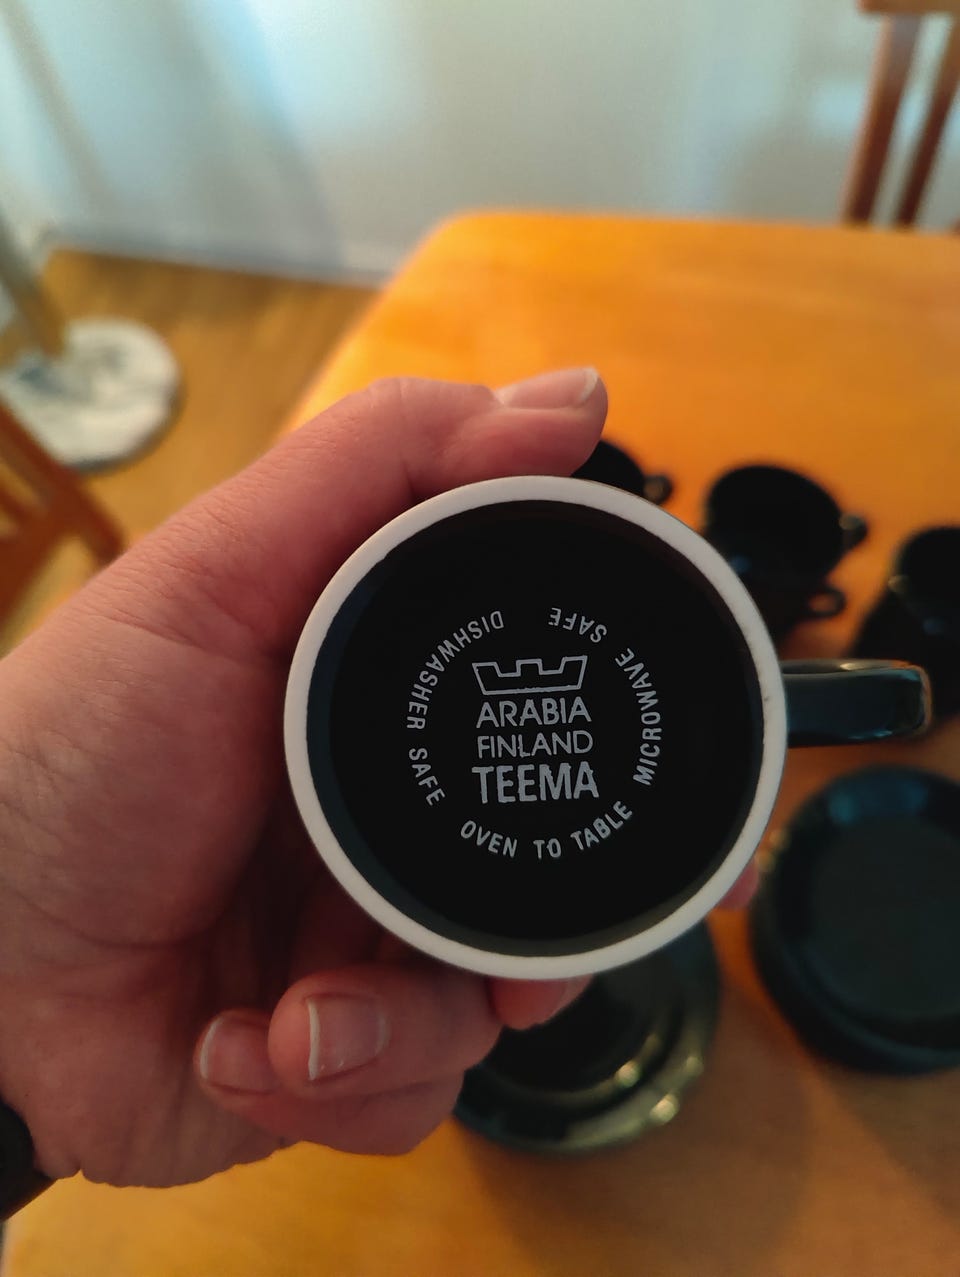 ARABIA
FINLAND
TEEMA
DISHWASHER SAFE
OVEN TO TABLE
MICROWAVE SAFE